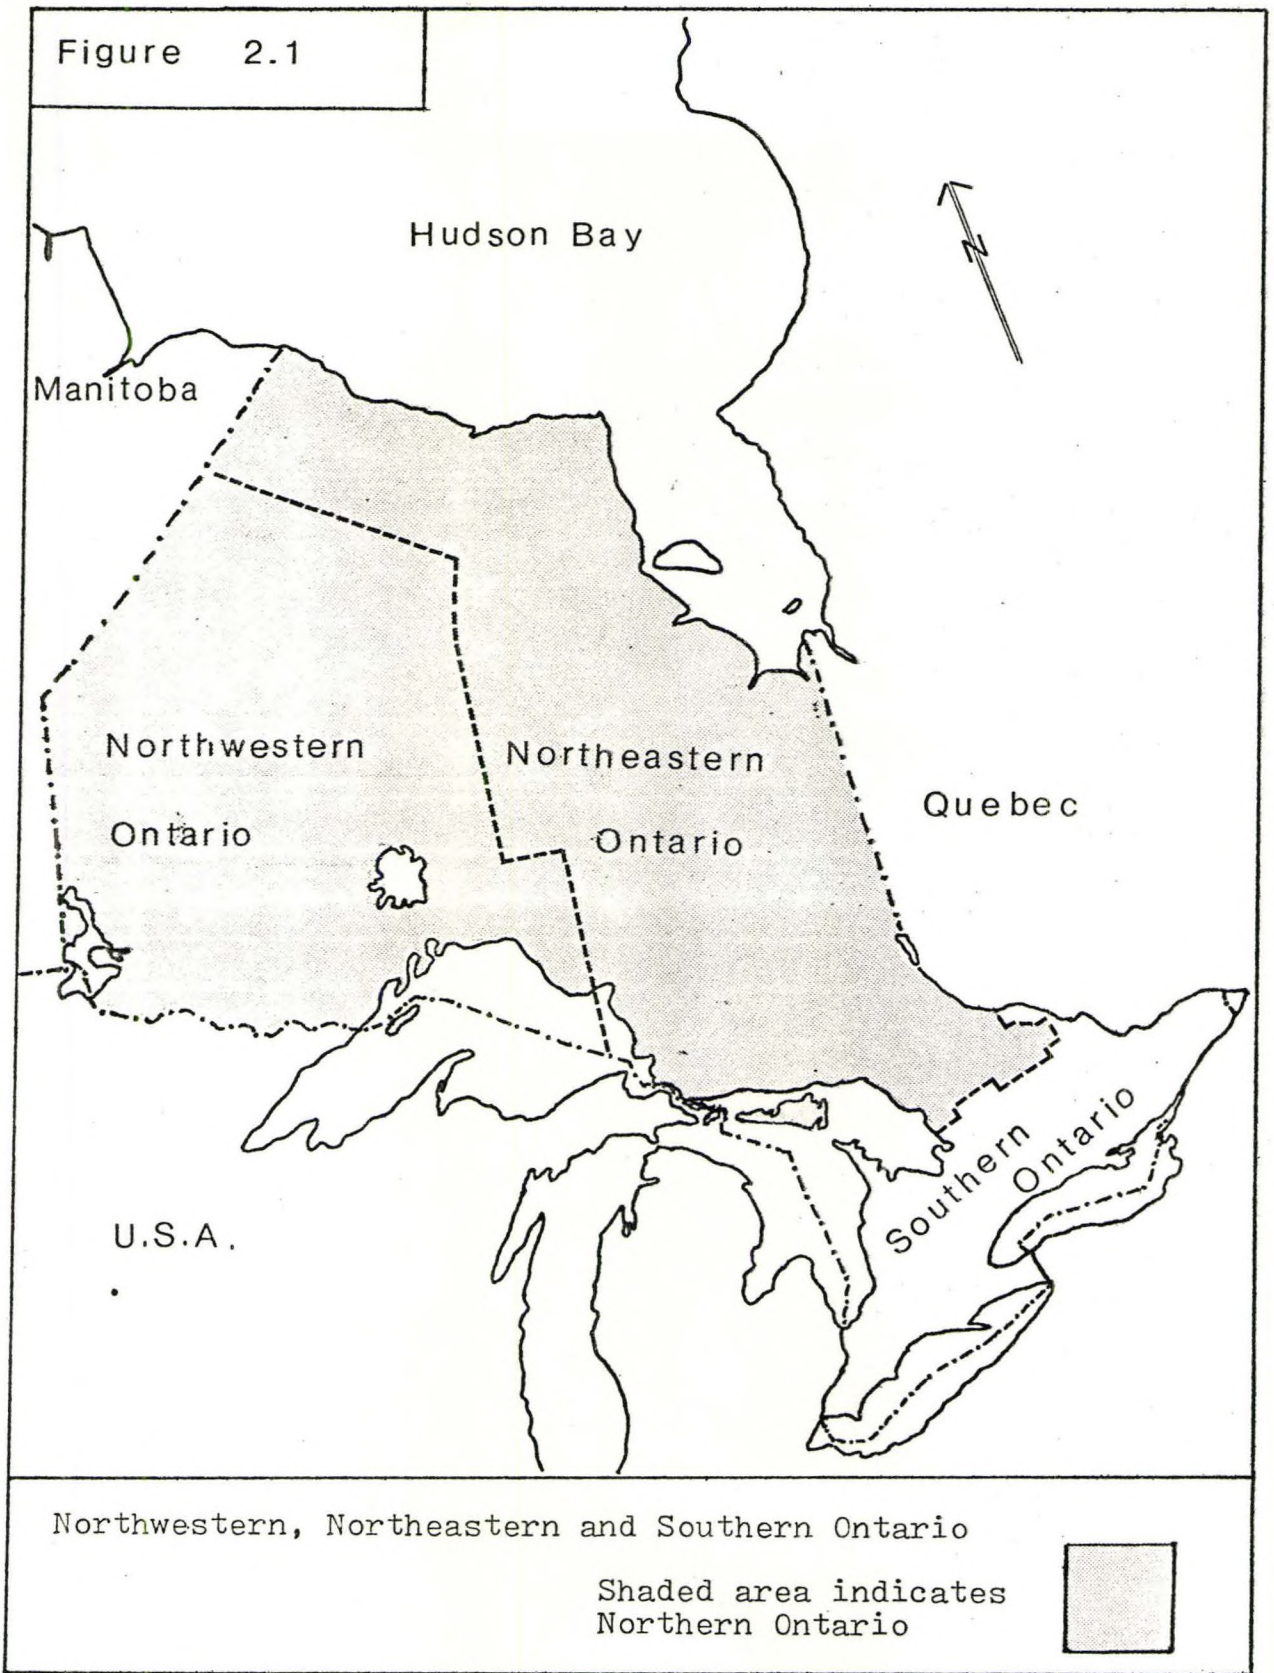 Figure 2.1
Hudson Bay
N
Manitoba
Northwestern
Ontario
Northeastern
Ontario
Quebec
Southern
Ontario
U.S.A.
Northwestern, Northeastern and Southern Ontario
Shaded area indicates
Northern Ontario